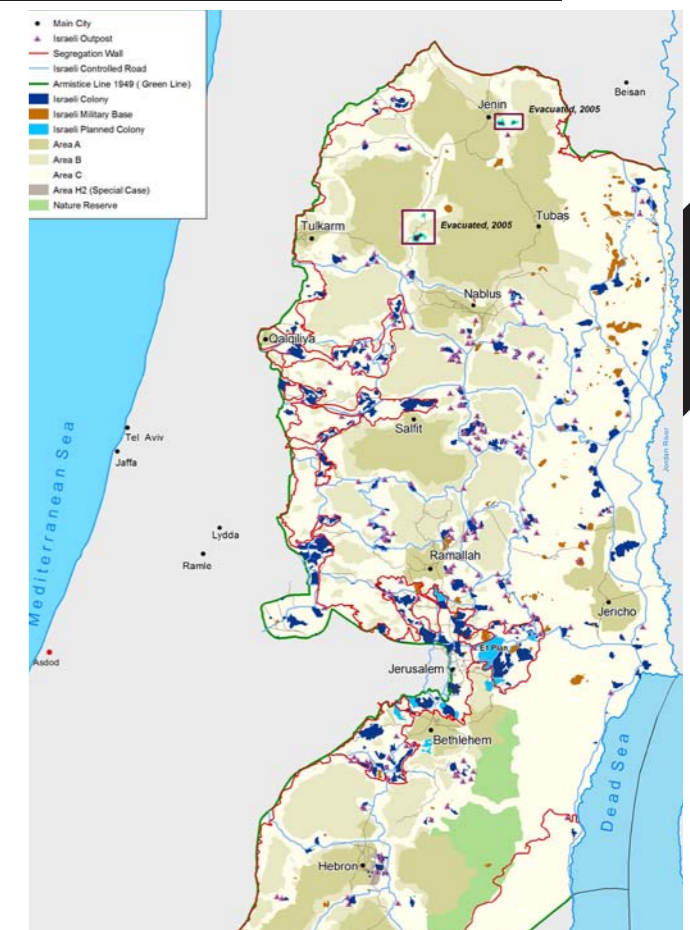 Main City
Israeli Outpost
Segregation Wall
Israeli Controlled Road
Armistice Line 1949 ( Green Line)
Israeli Colony
Israeli Military Base
Israeli Planned Colony
Area A
Area B
Area C
Area H2 (Special Case)
Nature Reserve
Beisan
Jenin
Evacuated, 2005
Tulkarm
Evacuated, 2005
Tubas
Nablus
Qalqiliya
Salfit
Tel Aviv
Jaffa
Mediterranean Sea
Jordan River
Lydda
Ramle
Ramallah
Jericho
Asdod
E1 Plan
Jerusalem
Bethlehem
Dead Sea
Hebron